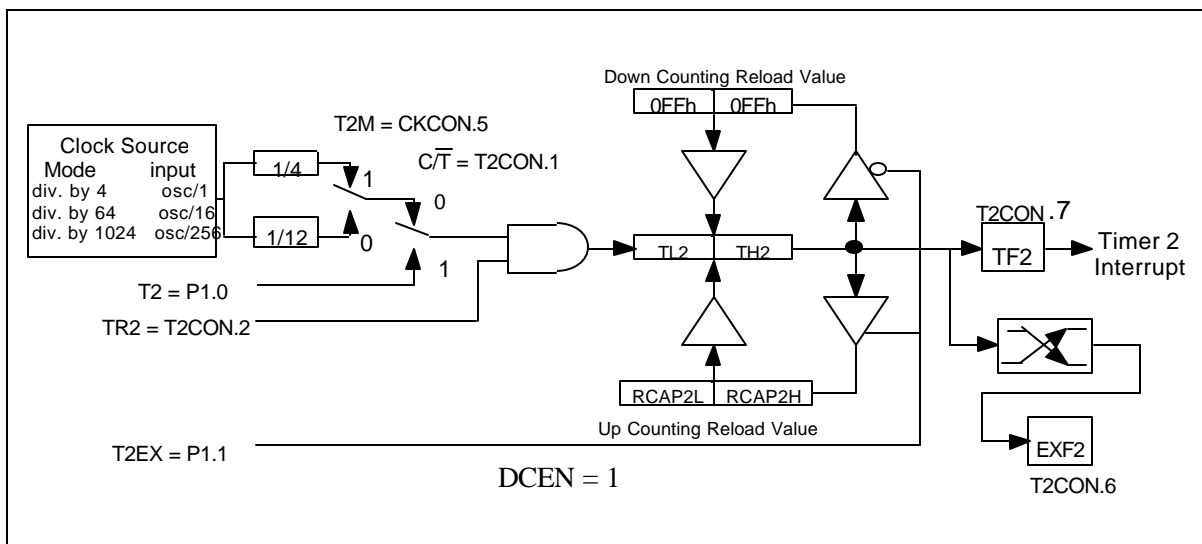 Down Counting Reload Value
0FFh 0FFh
T2M = CKCON.5
C/T̅ = T2CON.1
Clock Source
Mode input
div. by 4 osc/1
div. by 64 osc/16
div. by 1024 osc/256
1/4
1
0
1/12
0
1
T2CON .7
TL2 TH2
TF2
Timer 2
Interrupt
T2 = P1.0
TR2 = T2CON.2
RCAP2L RCAP2H
Up Counting Reload Value
T2EX = P1.1
EXF2
DCEN = 1
T2CON.6